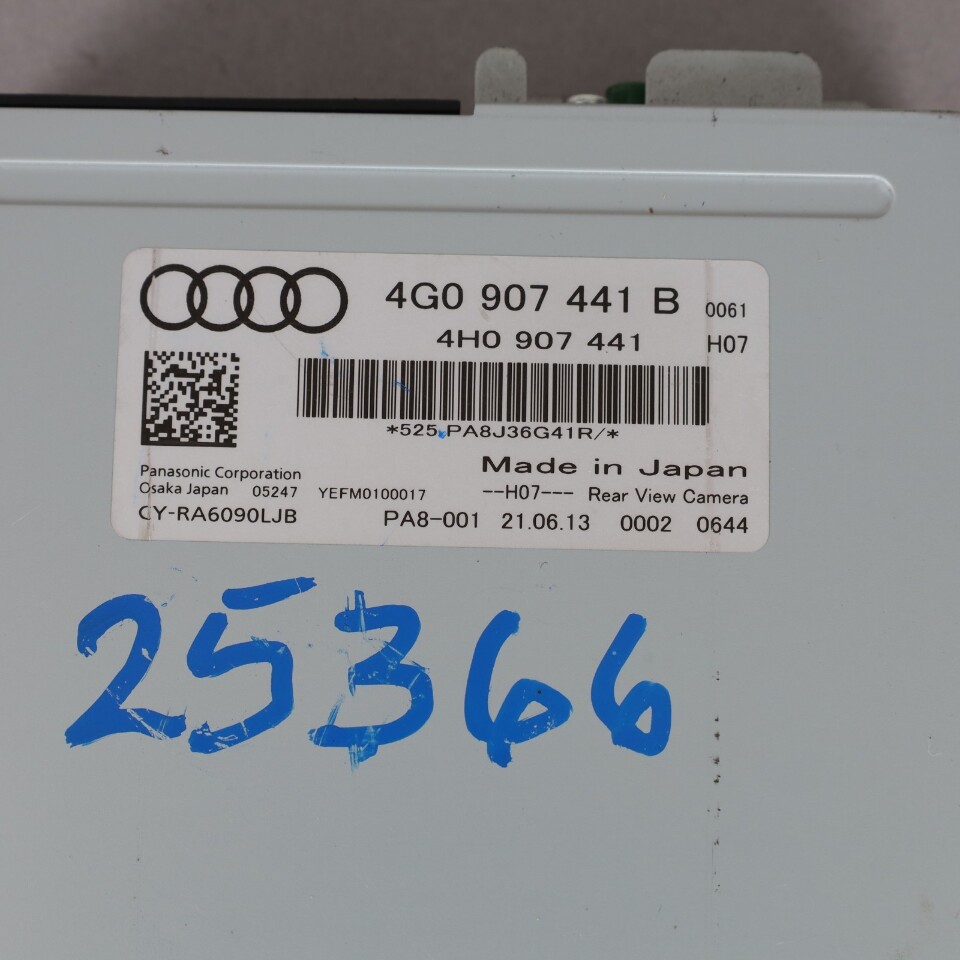 4G0 907 441 B 0061
4H0 907 441 H07
*525 PA8J36G41R/*
Made in Japan
Panasonic Corporation
Osaka Japan 05247 YEFM0100017 --H07--- Rear View Camera
CY-RA6090LJB PA8-001 21.06.13 0002 0644
25366